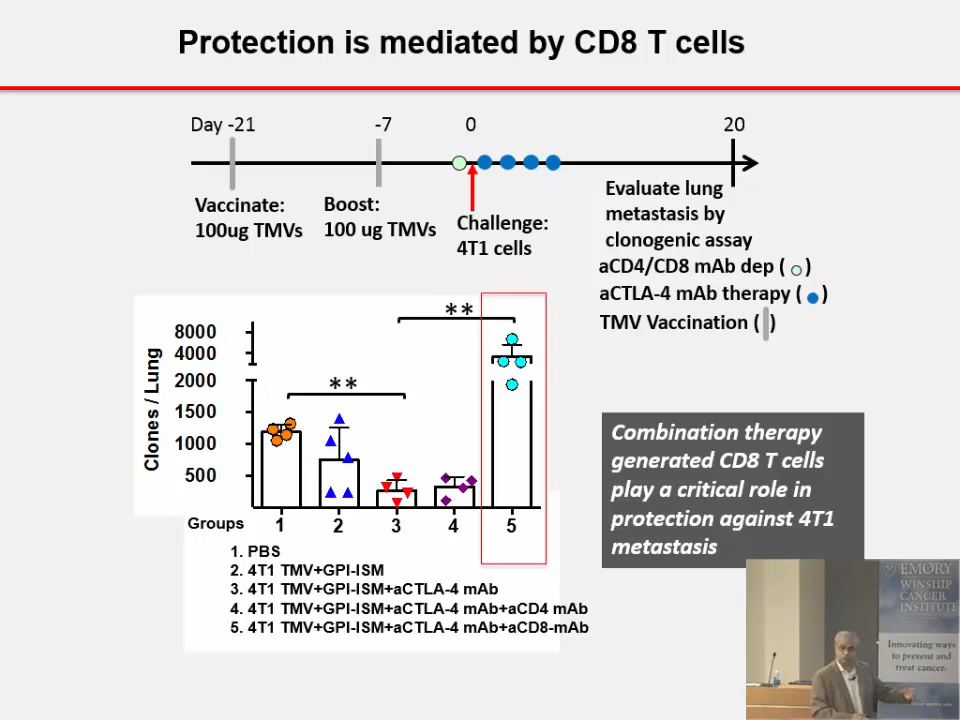 Protection is mediated by CD8 T cells
Day -21
-7
0
20
Vaccinate:
100ug TMVs
Boost:
100 ug TMVs
Challenge:
4T1 cells
Evaluate lung
metastasis by
clonogenic assay
aCD4/CD8 mAb dep ( )
aCTLA-4 mAb therapy ( )
TMV Vaccination ( )
Clones / Lung
8000
4000
2000
1500
1000
500
**
**
Groups 1 2 3 4 5
1. PBS
2. 4T1 TMV+GPI-ISM
3. 4T1 TMV+GPI-ISM+aCTLA-4 mAb
4. 4T1 TMV+GPI-ISM+aCTLA-4 mAb+aCD4 mAb
5. 4T1 TMV+GPI-ISM+aCTLA-4 mAb+aCD8-mAb
Combination therapy
generated CD8 T cells
play a critical role in
protection against 4T1
metastasis
EMORY
WINSHIP
CANCER
INSTITUTE
Innovating ways
to prevent and
treat cancer.